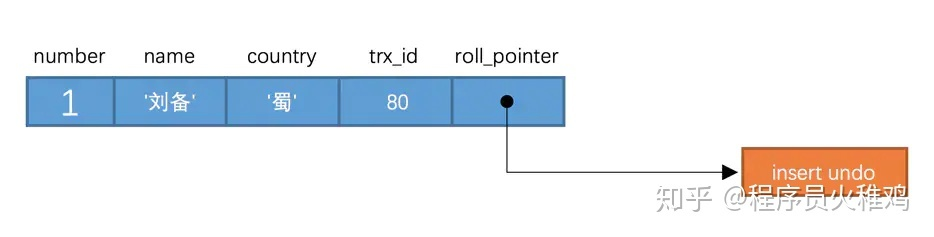 number name country trx_id roll_pointer
1 '刘备' '蜀' 80
insert undo
知乎 @程序员火稚鸡